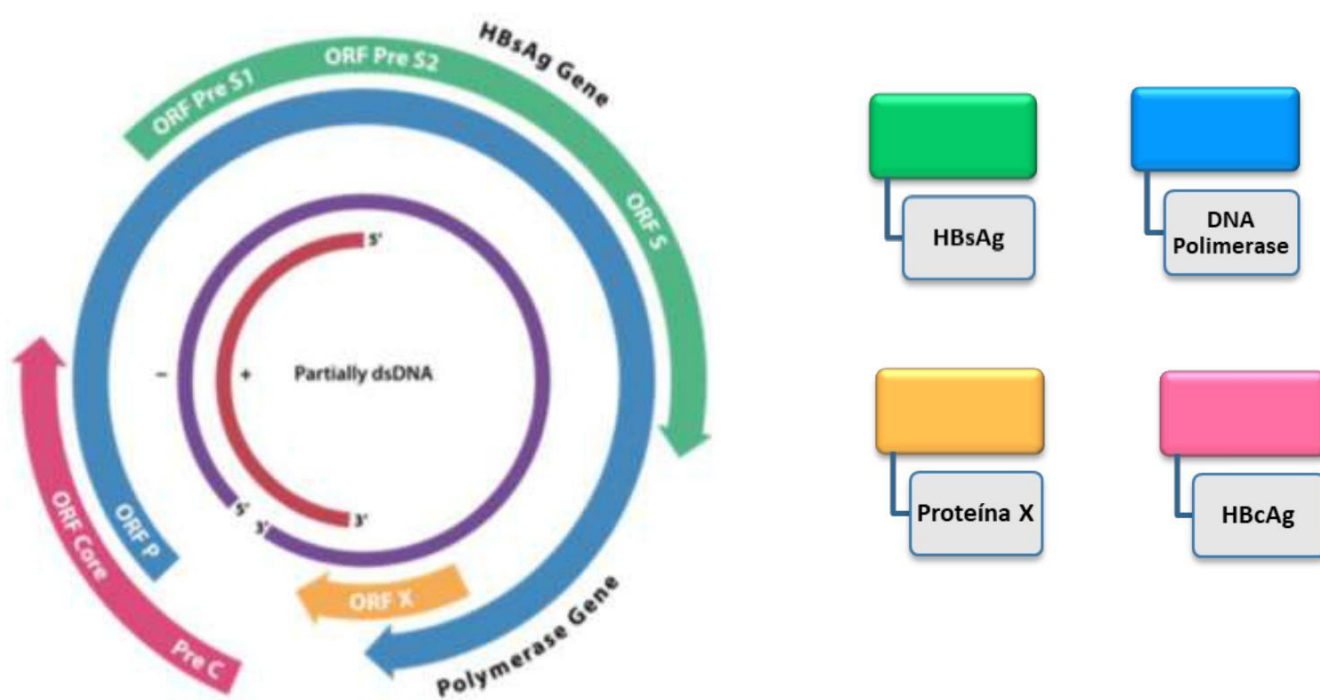 HBsAg Gene
ORF Pre S1
ORF Pre S2
ORF S
5'
−
+
Partially dsDNA
5'
3'
3'
ORF P
ORF Core
Pre C
ORF X
Polymerase Gene
HBsAg
DNA
Polimerase
Proteína X
HBcAg